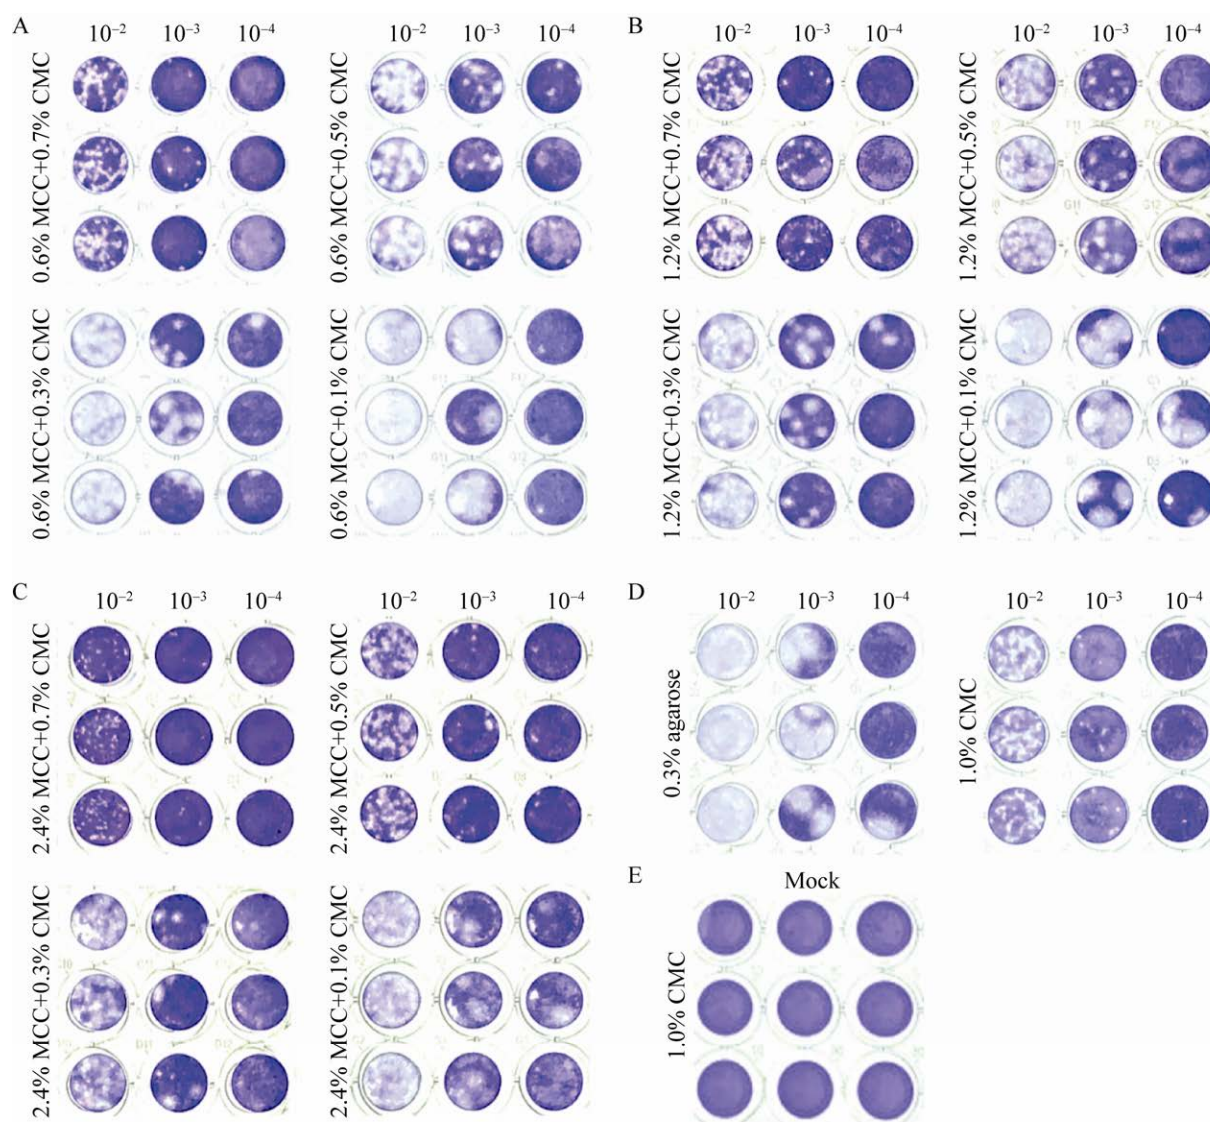 A
B
10⁻² 10⁻³ 10⁻⁴
10⁻² 10⁻³ 10⁻⁴
10⁻² 10⁻³ 10⁻⁴
10⁻² 10⁻³ 10⁻⁴
0.6% MCC+0.7% CMC
0.6% MCC+0.5% CMC
1.2% MCC+0.7% CMC
1.2% MCC+0.5% CMC
0.6% MCC+0.3% CMC
0.6% MCC+0.1% CMC
1.2% MCC+0.3% CMC
1.2% MCC+0.1% CMC
C
D
10⁻² 10⁻³ 10⁻⁴
10⁻² 10⁻³ 10⁻⁴
10⁻² 10⁻³ 10⁻⁴
10⁻² 10⁻³ 10⁻⁴
2.4% MCC+0.7% CMC
2.4% MCC+0.5% CMC
0.3% agarose
1.0% CMC
E
Mock
2.4% MCC+0.3% CMC
2.4% MCC+0.1% CMC
1.0% CMC